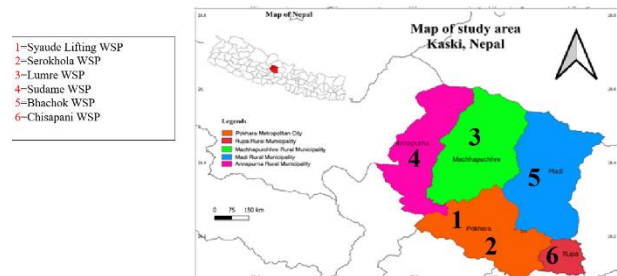 1–Syaude Lifting WSP
2–Serokhola WSP
3–Lumre WSP
4–Sudame WSP
5–Bhachok WSP
6–Chisapani WSP
Map of Nepal
Map of study area
Kaski, Nepal
Legends
Pokhara Metropolitan City
Rupa Rural Municipality
Machhapuchhre Rural Municipality
Madi Rural Municipality
Annapurna Rural Municipality
0 75 150 km
Annapurna
4
3
Machhapuchhre
5
Madi
1
Pokhara
2
6
Rupa